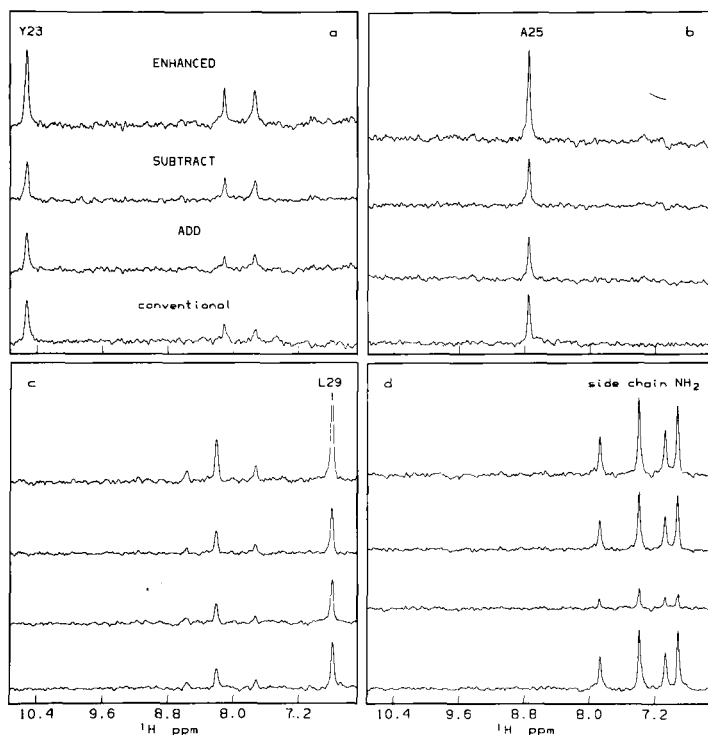 Y23 a
ENHANCED
SUBTRACT
ADD
conventional
A25 b
c L29
d side chain NH₂
10.4 9.6 8.8 8.0 7.2
¹H PPm
10.4 9.6 8.8 8.0 7.2
¹H PPm